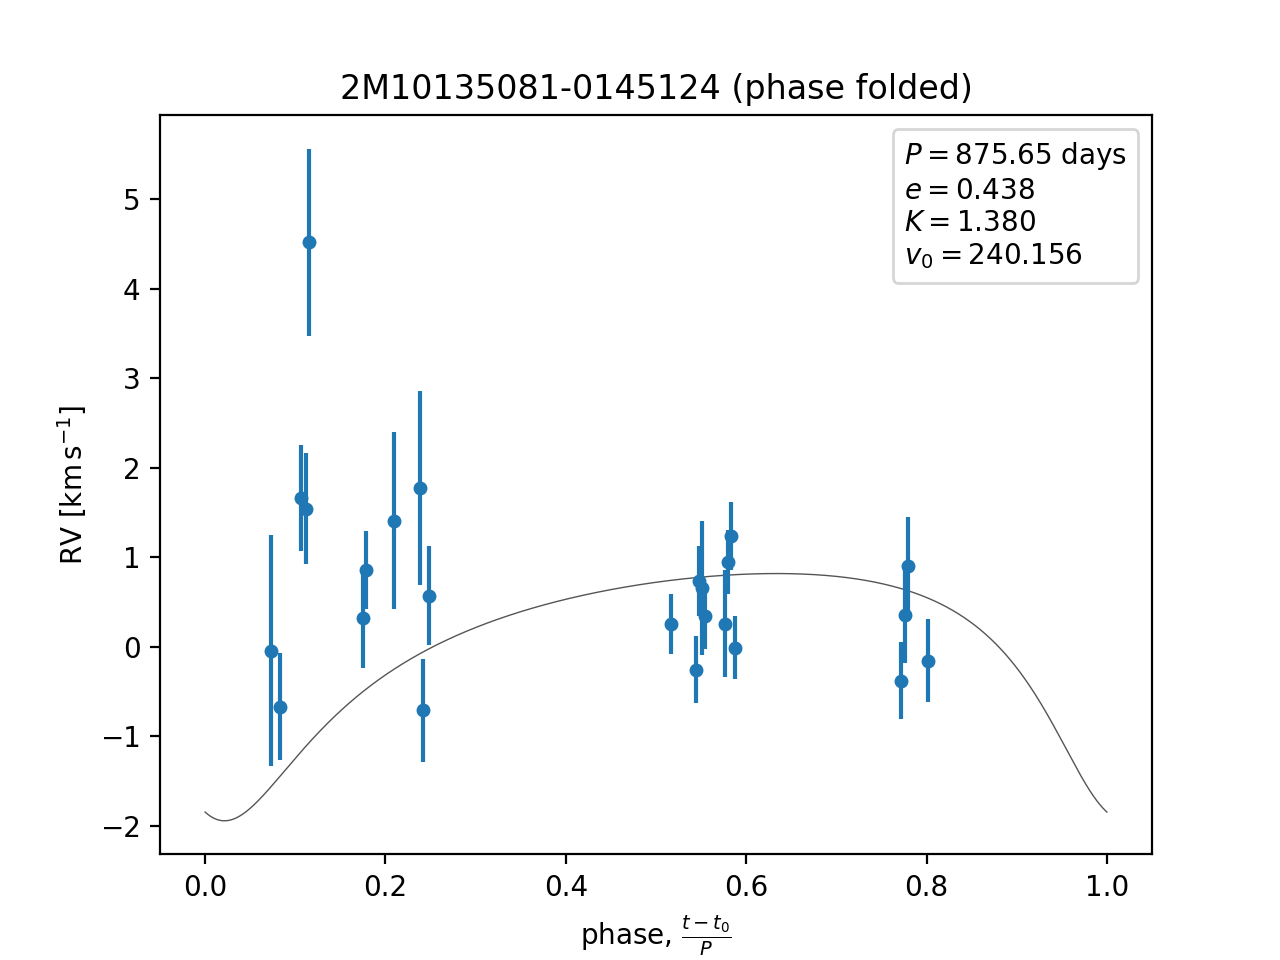 2M10135081-0145124 (phase folded)
P = 875.65 days
e = 0.438
K = 1.380
v₀ = 240.156
5
4
3
2
1
0
−1
−2
RV [km s⁻¹]
0.0 0.2 0.4 0.6 0.8 1.0
phase, (t − t₀)/P